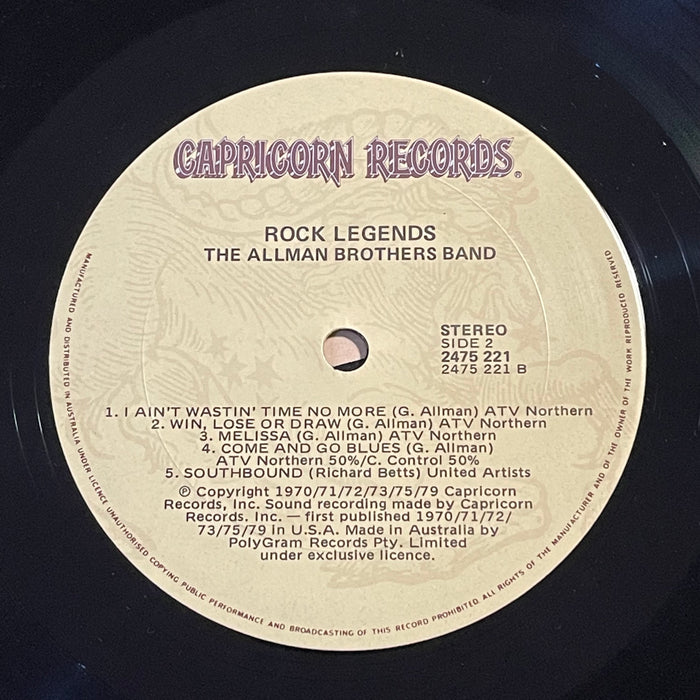 CAPRICORN RECORDS®
ROCK LEGENDS
THE ALLMAN BROTHERS BAND
STEREO
SIDE 2
2475 221
2475 221 B
1. I AIN'T WASTIN' TIME NO MORE (G. Allman) ATV Northern
2. WIN, LOSE OR DRAW (G. Allman) ATV Northern
3. MELISSA (G. Allman) ATV Northern
4. COME AND GO BLUES (G. Allman)
ATV Northern 50%/C. Control 50%
5. SOUTHBOUND (Richard Betts) United Artists
℗ Copyright 1970/71/72/73/75/79 Capricorn
Records, Inc. Sound recording made by Capricorn
Records. Inc. — first published 1970/71/72/
73/75/79 in U.S.A. Made in Australia by
PolyGram Records Pty. Limited
under exclusive licence.
MANUFACTURED AND DISTRIBUTED IN AUSTRALIA UNDER LICENCE UNAUTHORISED COPYING PUBLIC PERFORMANCE AND BROADCASTING OF THIS RECORD PROHIBITED ALL RIGHTS OF THE MANUFACTURER AND OF THE OWNER OF THE WORK REPRODUCED RESERVED